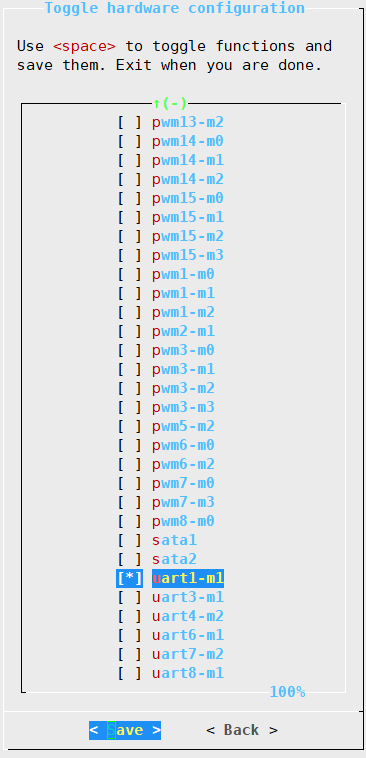 Toggle hardware configuration
Use <space> to toggle functions and
save them. Exit when you are done.
↑(-)
[ ] pwm13-m2
[ ] pwm14-m0
[ ] pwm14-m1
[ ] pwm14-m2
[ ] pwm15-m0
[ ] pwm15-m1
[ ] pwm15-m2
[ ] pwm15-m3
[ ] pwm1-m0
[ ] pwm1-m1
[ ] pwm1-m2
[ ] pwm2-m1
[ ] pwm3-m0
[ ] pwm3-m1
[ ] pwm3-m2
[ ] pwm3-m3
[ ] pwm5-m2
[ ] pwm6-m0
[ ] pwm6-m2
[ ] pwm7-m0
[ ] pwm7-m3
[ ] pwm8-m0
[ ] sata1
[ ] sata2
[*] uart1-m1
[ ] uart3-m1
[ ] uart4-m2
[ ] uart6-m1
[ ] uart7-m2
[ ] uart8-m1
100%
< Save > < Back >